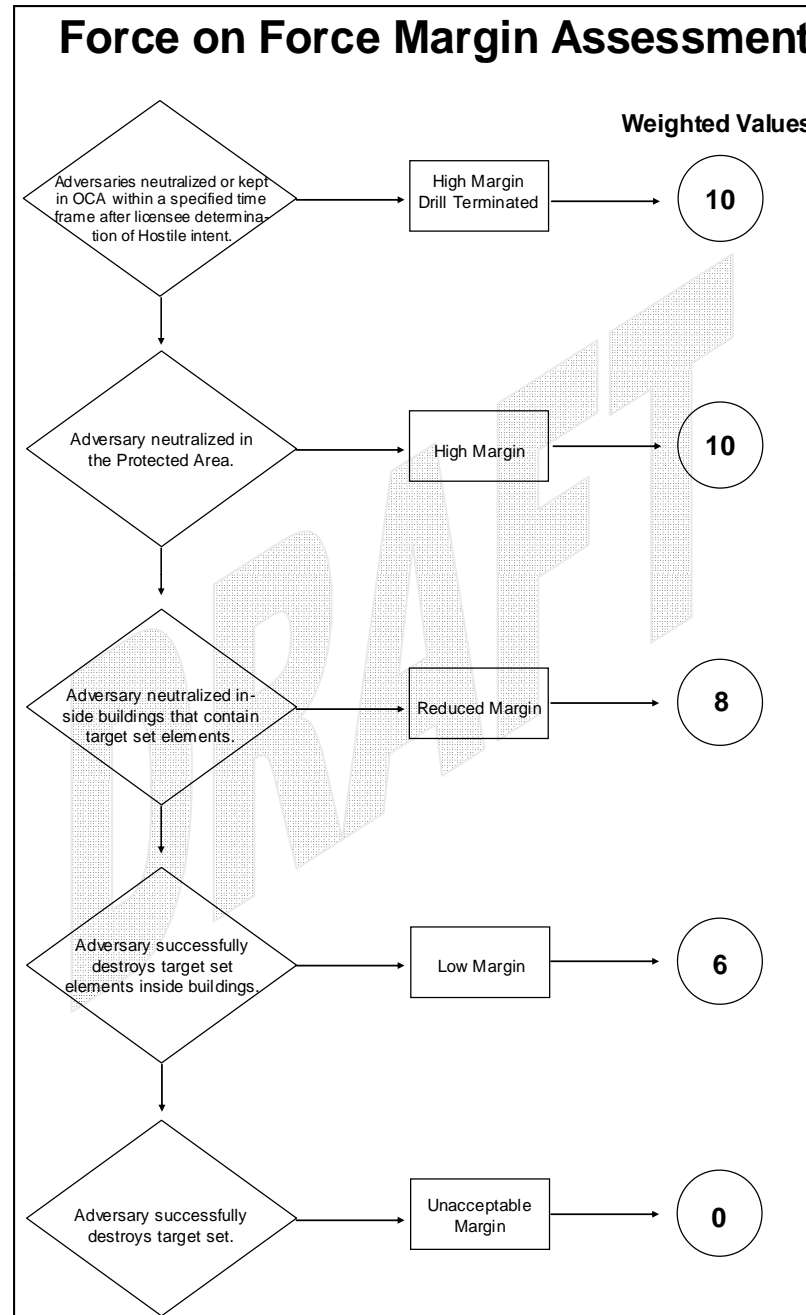 Force on Force Margin Assessment
Weighted Values
Adversaries neutralized or kept
in OCA within a specified time
frame after licensee determina-
tion of Hostile intent.
High Margin
Drill Terminated
10
Adversary neutralized in
the Protected Area.
High Margin
10
Adversary neutralized in-
side buildings that contain
target set elements.
Reduced Margin
8
Adversary successfully
destroys target set
elements inside buildings.
Low Margin
6
Adversary successfully
destroys target set.
Unacceptable
Margin
0
DRAFT